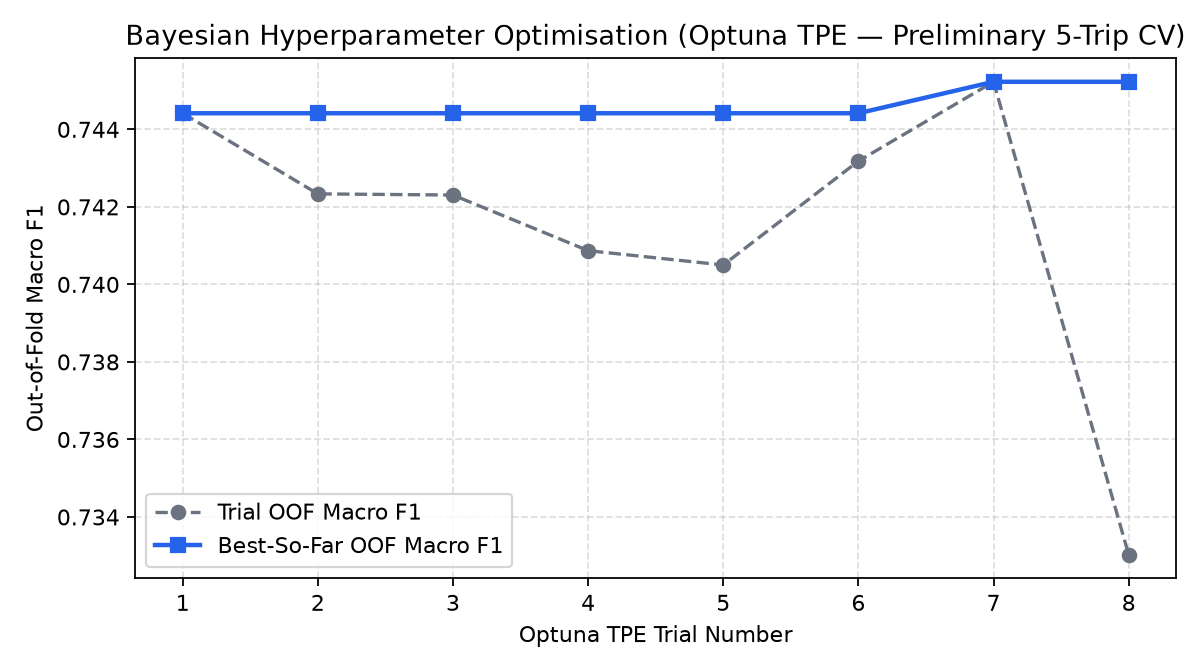 Bayesian Hyperparameter Optimisation (Optuna TPE — Preliminary 5-Trip CV)
Out-of-Fold Macro F1
0.744
0.742
0.740
0.738
0.736
0.734
Trial OOF Macro F1
Best-So-Far OOF Macro F1
1 2 3 4 5 6 7 8
Optuna TPE Trial Number